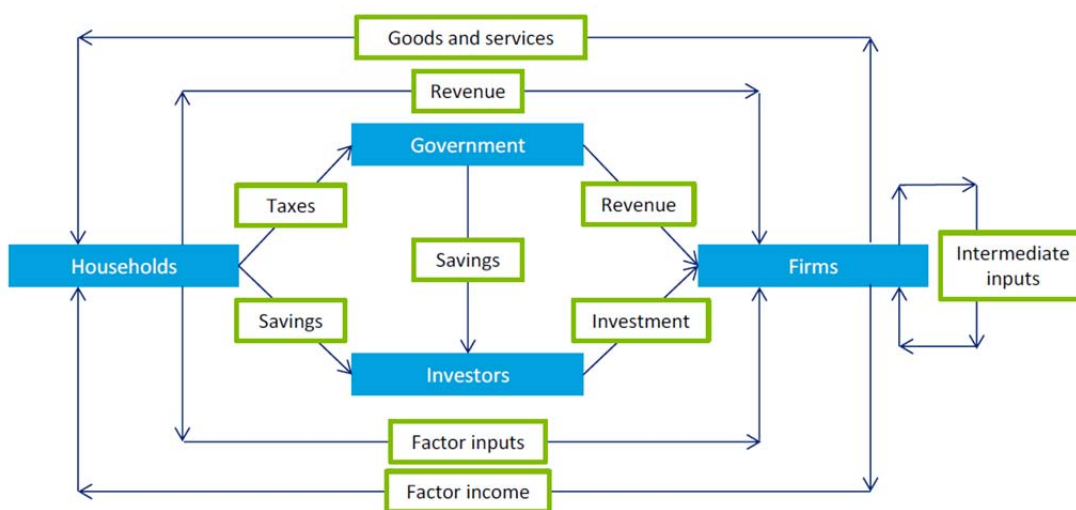 Goods and services
Revenue
Government
Taxes
Revenue
Households
Savings
Firms
Intermediate
inputs
Savings
Investment
Investors
Factor inputs
Factor income